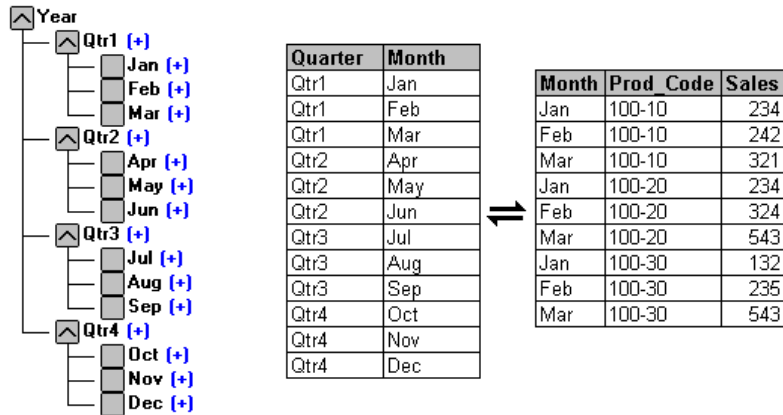 Year
Qtr1 (+)
Jan (+)
Feb (+)
Mar (+)
Qtr2 (+)
Apr (+)
May (+)
Jun (+)
Qtr3 (+)
Jul (+)
Aug (+)
Sep (+)
Qtr4 (+)
Oct (+)
Nov (+)
Dec (+)
Quarter Month
Qtr1 Jan
Qtr1 Feb
Qtr1 Mar
Qtr2 Apr
Qtr2 May
Qtr2 Jun
Qtr3 Jul
Qtr3 Aug
Qtr3 Sep
Qtr4 Oct
Qtr4 Nov
Qtr4 Dec
Month Prod_Code Sales
Jan 100-10 234
Feb 100-10 242
Mar 100-10 321
Jan 100-20 234
Feb 100-20 324
Mar 100-20 543
Jan 100-30 132
Feb 100-30 235
Mar 100-30 543